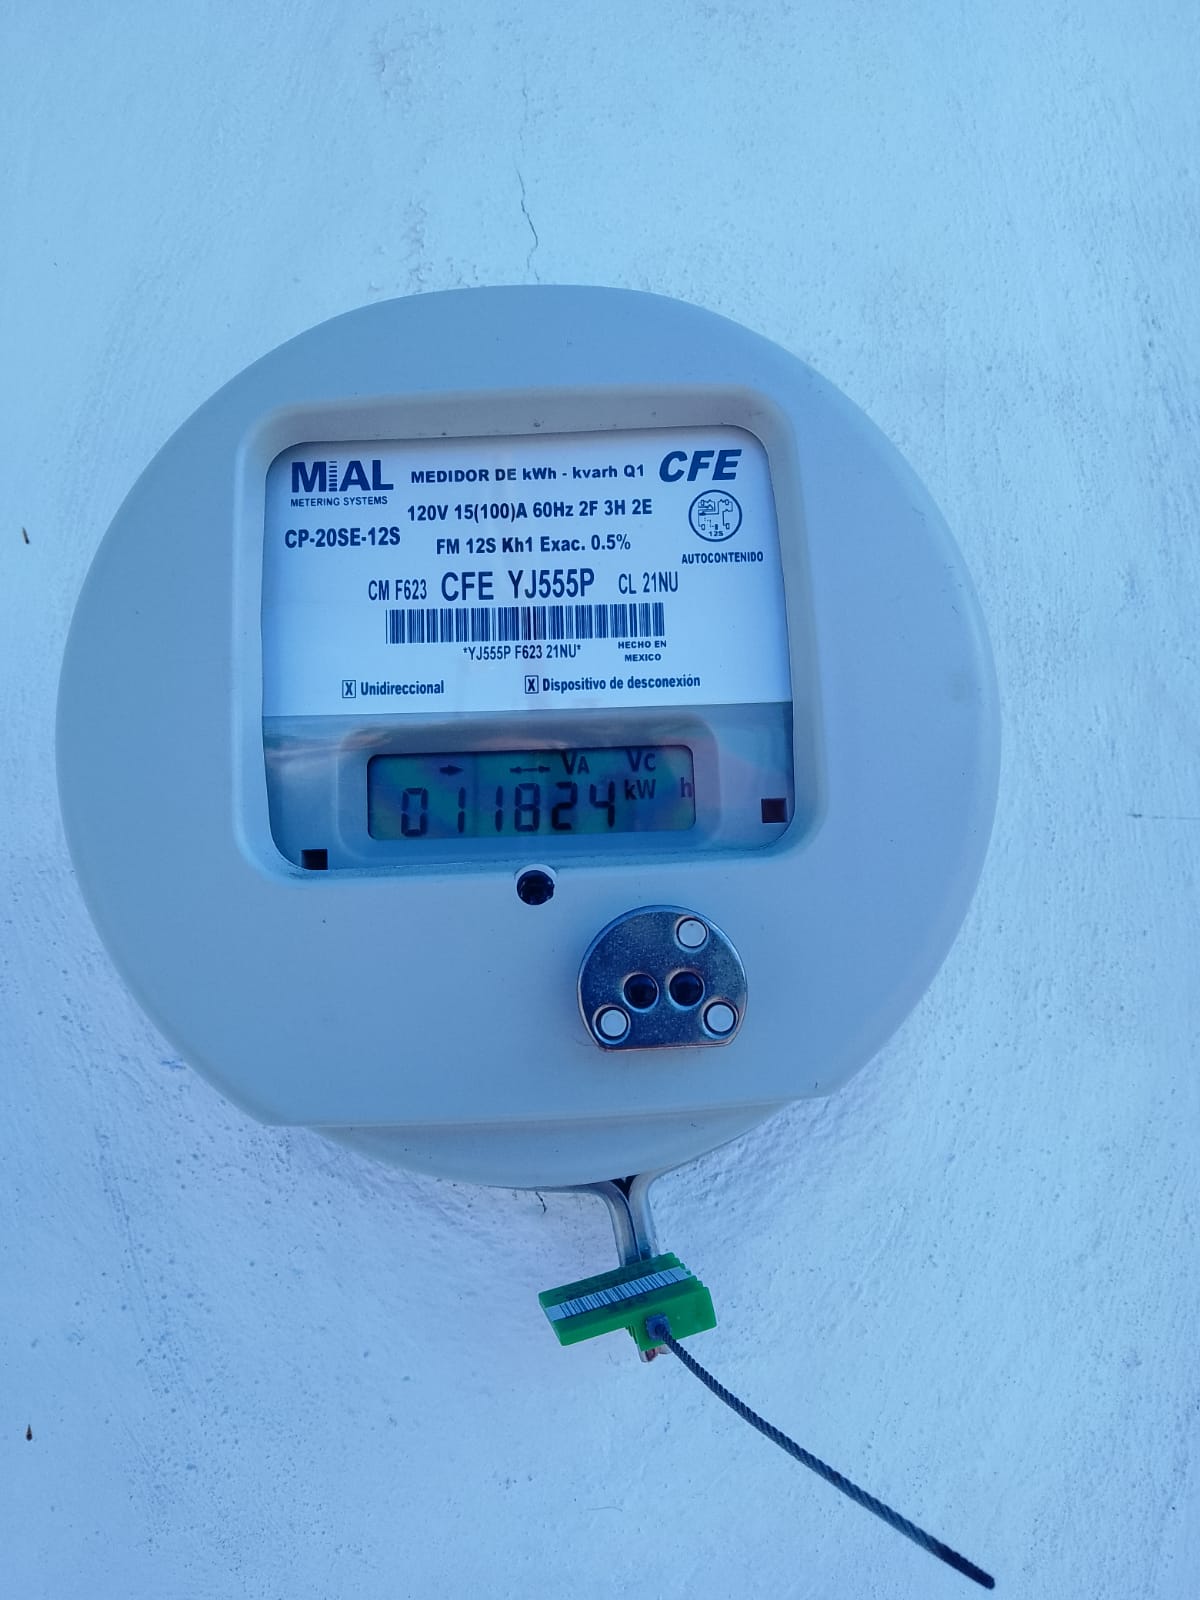 MIAL
METERING SYSTEMS
MEDIDOR DE kWh - kvarh Q1
CFE
120V 15(100)A 60Hz 2F 3H 2E
CP-20SE-12S
FM 12S Kh1 Exac. 0.5%
12S
AUTOCONTENIDO
CM F623 CFE YJ555P CL 21NU
*YJ555P F623 21NU*
HECHO EN
MEXICO
X Unidireccional
X Dispositivo de desconexión
VA VC
011824 kW h